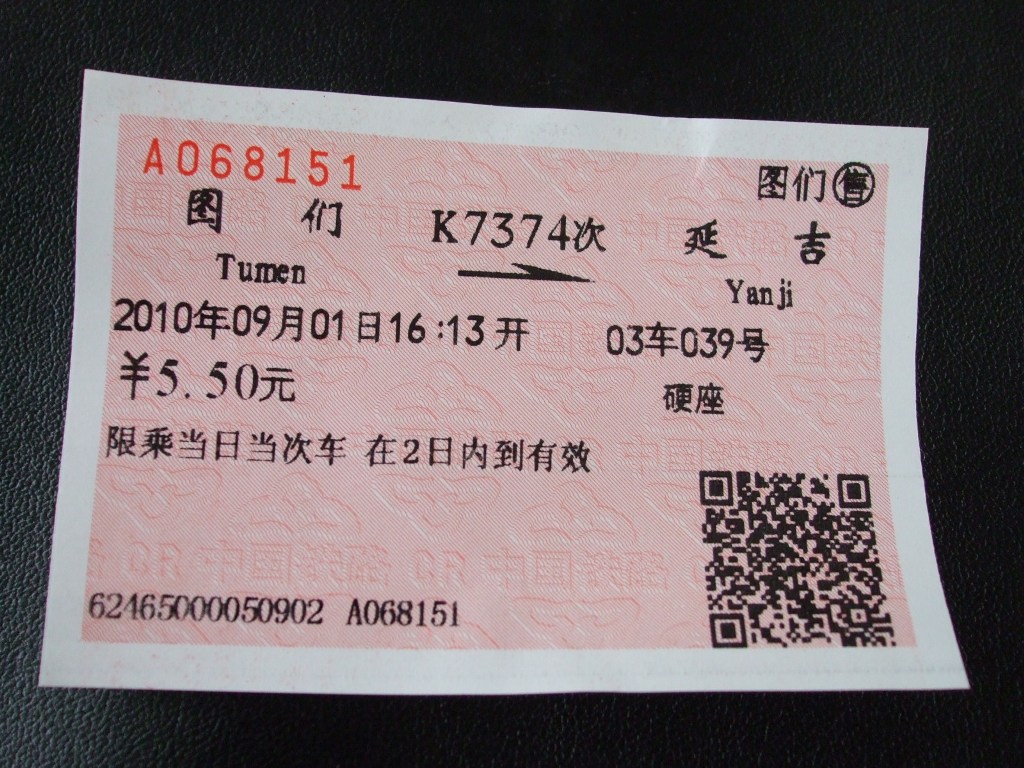 A068151
图们售
图们 K7374次 延吉
Tumen Yanji
2010年09月01日16:13开 03车039号
¥5.50元
硬座
限乘当日当次车 在2日内到有效
62465000050902 A068151